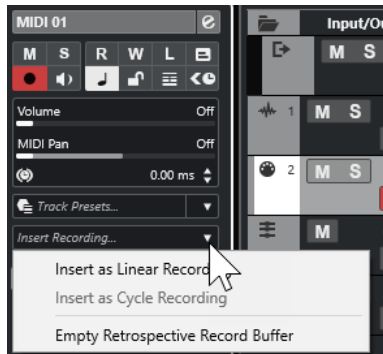 MIDI 01
Input/Ou
M S R W L
M S
Volume Off
1 M S
MIDI Pan Off
0.00 ms
2 M S
Track Presets...
Insert Recording...
M
Insert as Linear Record
Insert as Cycle Recording
Empty Retrospective Record Buffer